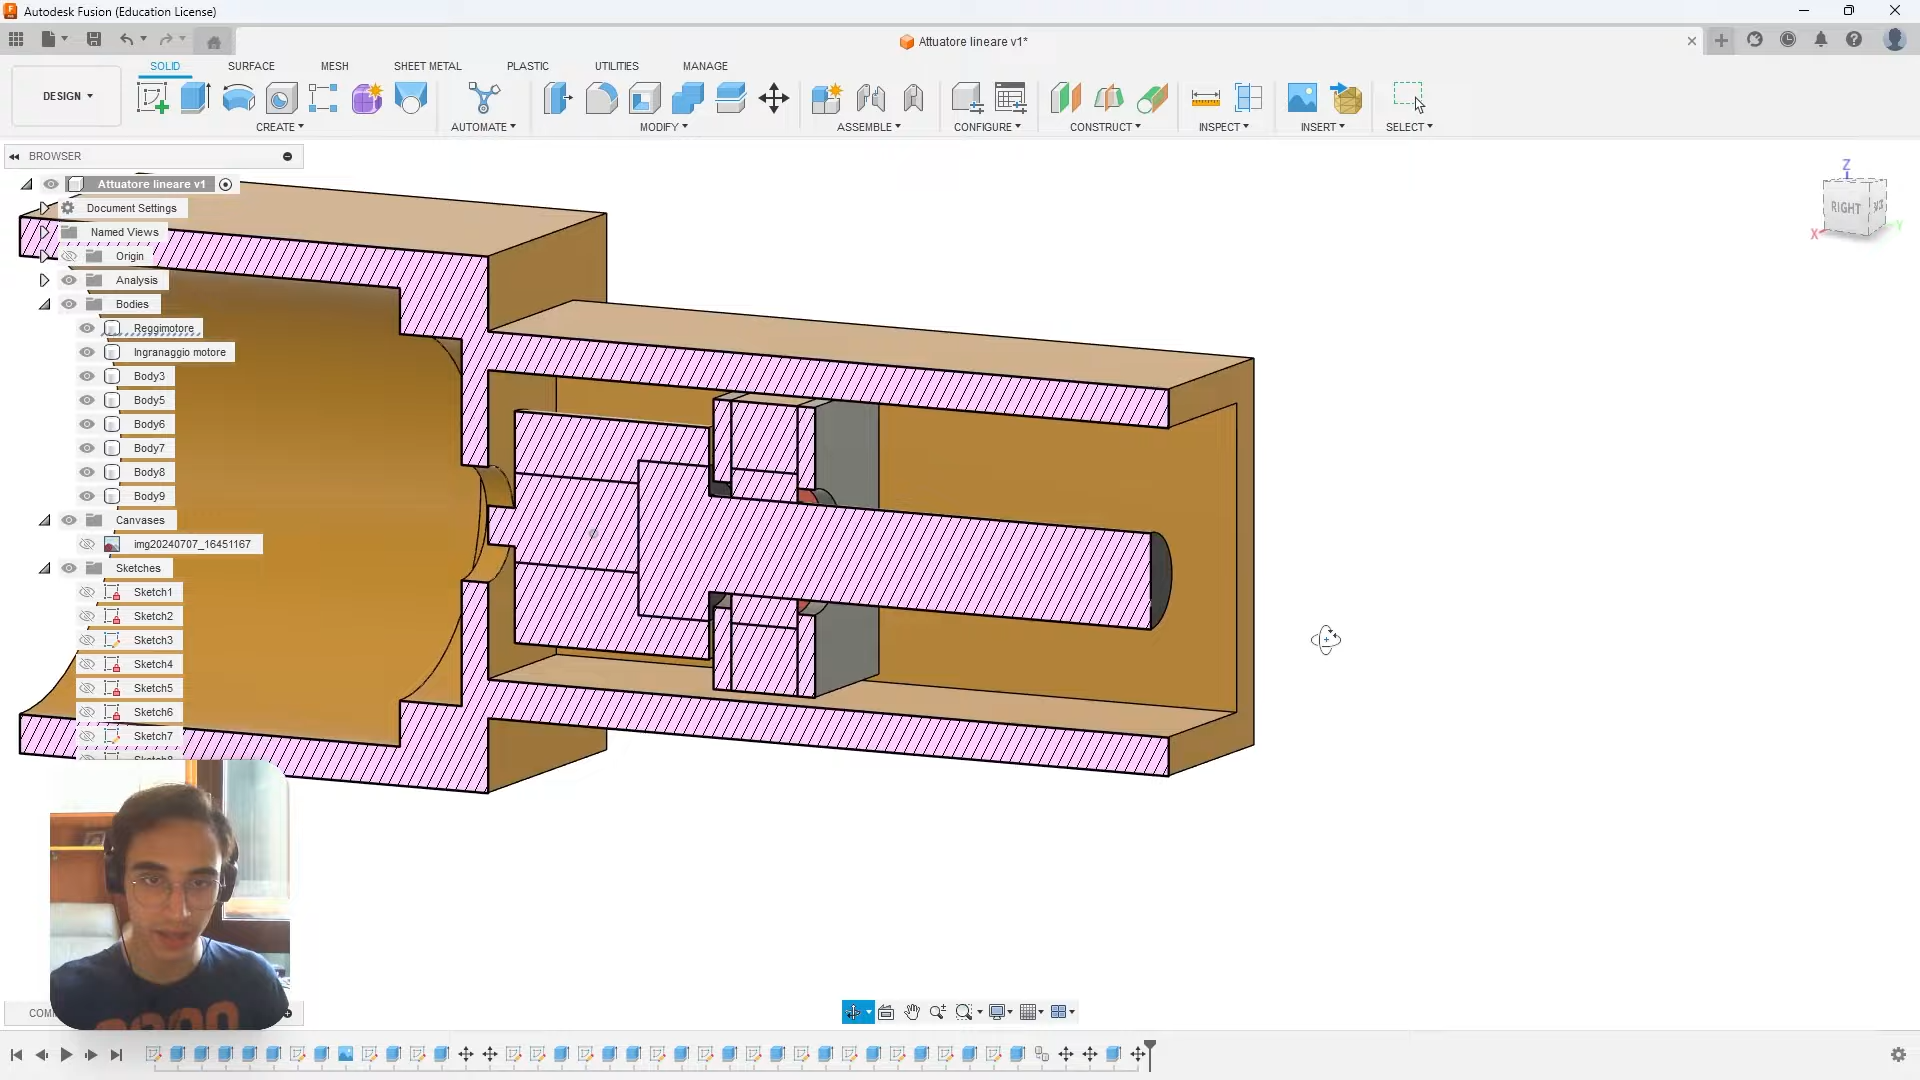 Autodesk Fusion (Education License)
Attuatore lineare v1*
SOLID SURFACE MESH SHEET METAL PLASTIC UTILITIES MANAGE
DESIGN
CREATE AUTOMATE MODIFY ASSEMBLE CONFIGURE CONSTRUCT INSPECT INSERT SELECT
BROWSER
Attuatore lineare v1
Document Settings
Named Views
Origin
Analysis
Bodies
Reggimotore
Ingranaggio motore
Body3
Body5
Body6
Body7
Body8
Body9
Canvases
img20240707_16451167
Sketches
Sketch1
Sketch2
Sketch3
Sketch4
Sketch5
Sketch6
Sketch7
Z
RIGHT
X
Y